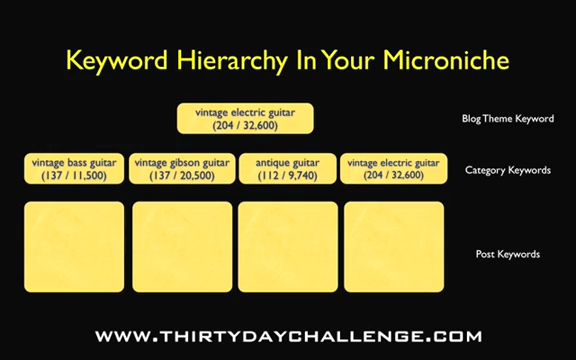 Keyword Hierarchy In Your Microniche
vintage electric guitar
(204 / 32,600)
Blog Theme Keyword
vintage bass guitar
(137 / 11,500)
vintage gibson guitar
(137 / 20,500)
antique guitar
(112 / 9,740)
vintage electric guitar
(204 / 32,600)
Category Keywords
Post Keywords
WWW.THIRTYDAYCHALLENGE.COM